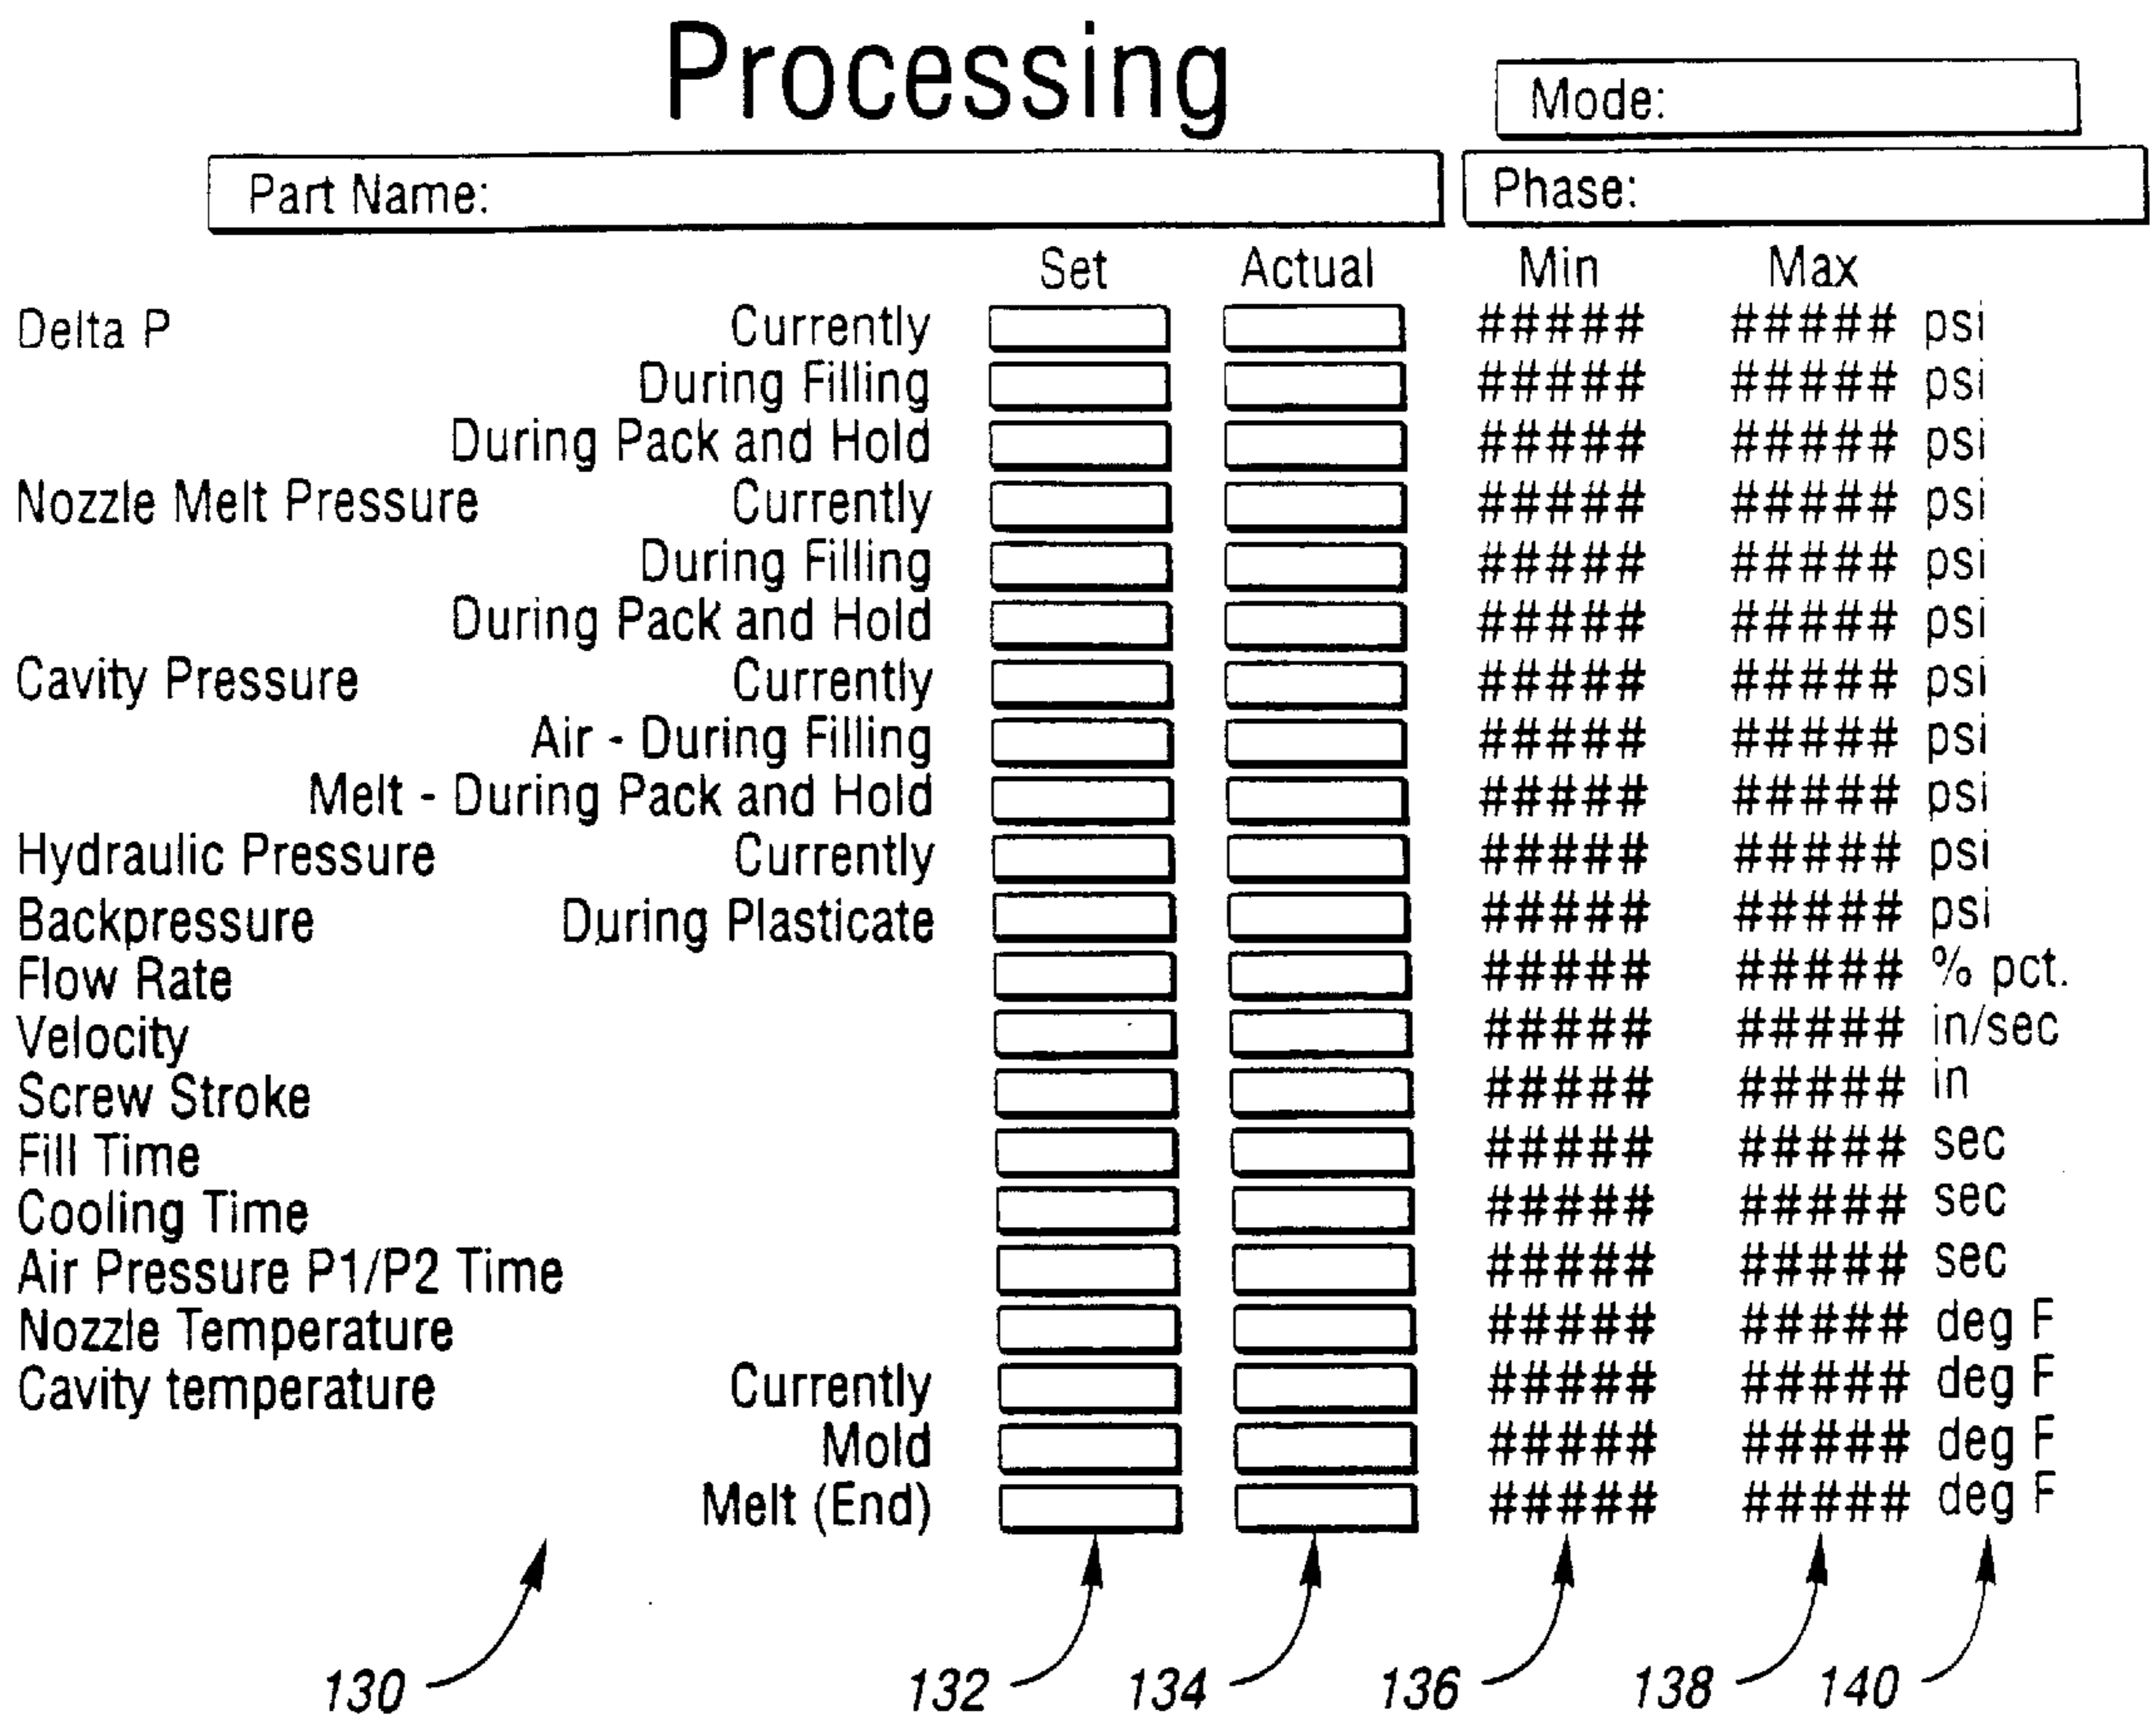 Processing
Mode:
Part Name: Phase:
Set Actual Min Max
Delta P Currently ##### ##### psi
During Filling ##### ##### psi
During Pack and Hold ##### ##### psi
Nozzle Melt Pressure Currently ##### ##### psi
During Filling ##### ##### psi
During Pack and Hold ##### ##### psi
Cavity Pressure Currently ##### ##### psi
Air - During Filling ##### ##### psi
Melt - During Pack and Hold ##### ##### psi
Hydraulic Pressure Currently ##### ##### psi
Backpressure During Plasticate ##### ##### psi
Flow Rate ##### ##### % pct.
Velocity ##### ##### in/sec
Screw Stroke ##### ##### in
Fill Time ##### ##### sec
Cooling Time ##### ##### sec
Air Pressure P1/P2 Time ##### ##### sec
Nozzle Temperature ##### ##### deg F
Cavity temperature Currently ##### ##### deg F
Mold ##### ##### deg F
Melt (End) ##### ##### deg F
130 132 134 136 138 140